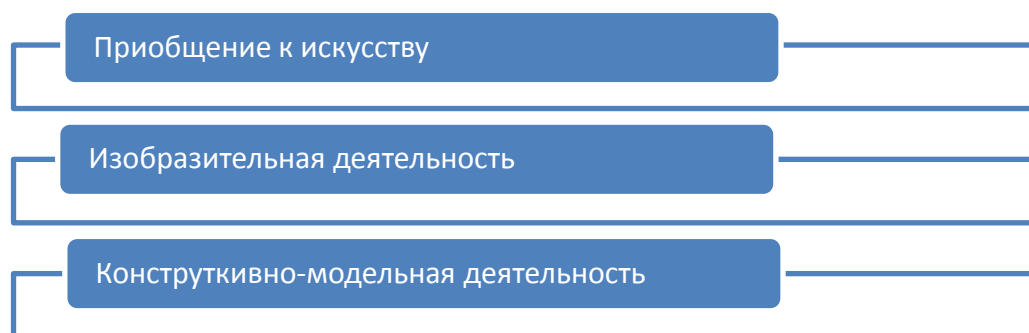 Приобщение к искусству
Изобразительная деятельность
Конструткивно-модельная деятельность